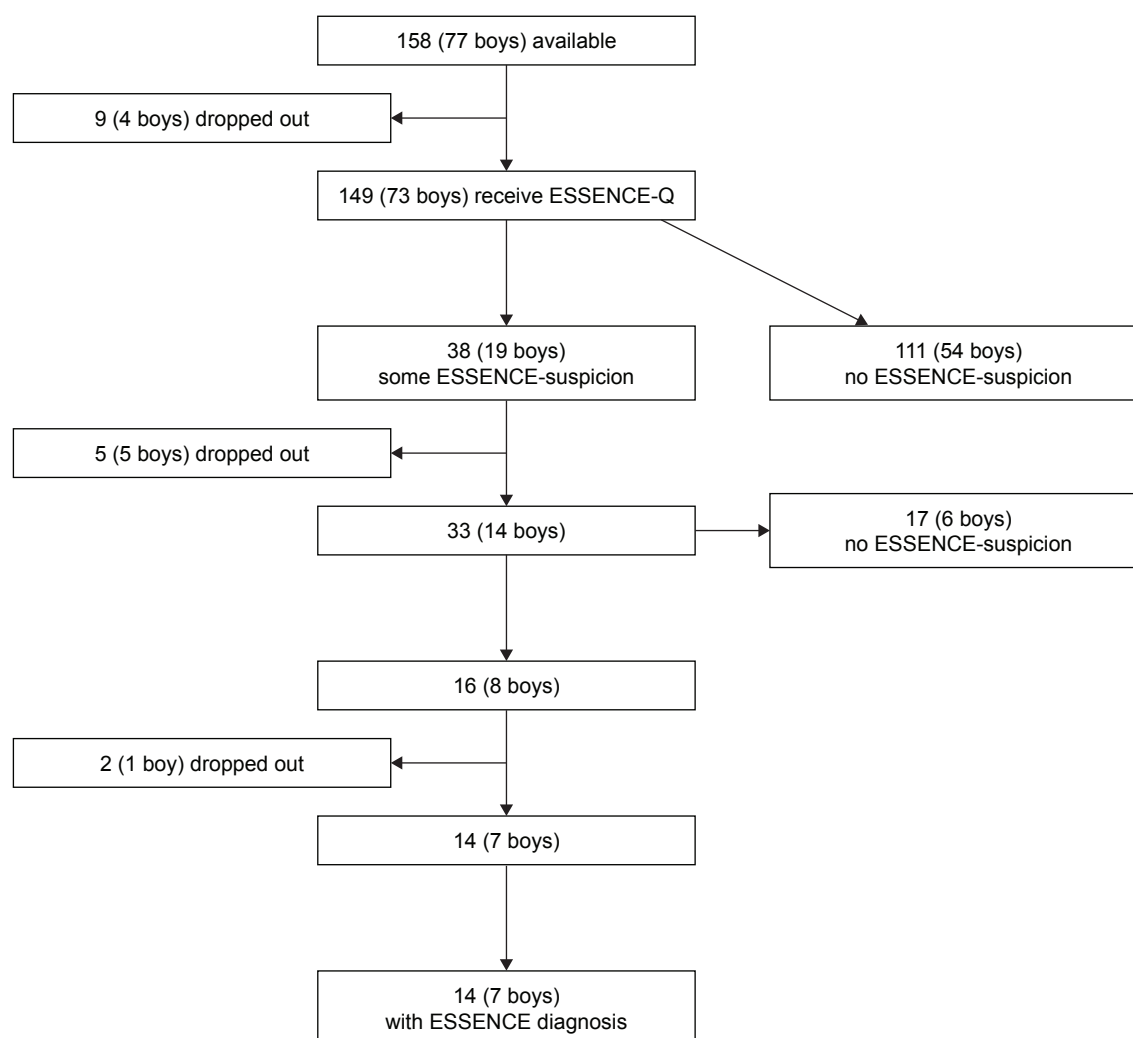 158 (77 boys) available
9 (4 boys) dropped out
149 (73 boys) receive ESSENCE-Q
38 (19 boys)
some ESSENCE-suspicion
111 (54 boys)
no ESSENCE-suspicion
5 (5 boys) dropped out
33 (14 boys)
17 (6 boys)
no ESSENCE-suspicion
16 (8 boys)
2 (1 boy) dropped out
14 (7 boys)
14 (7 boys)
with ESSENCE diagnosis